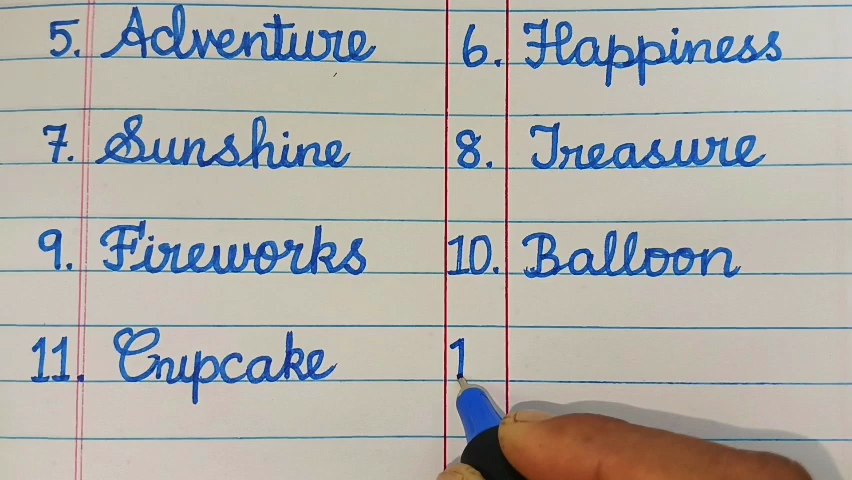 5. Adventure 6. Happiness
7. Sunshine 8. Treasure
9. Fireworks 10. Balloon
11. Cupcake 1